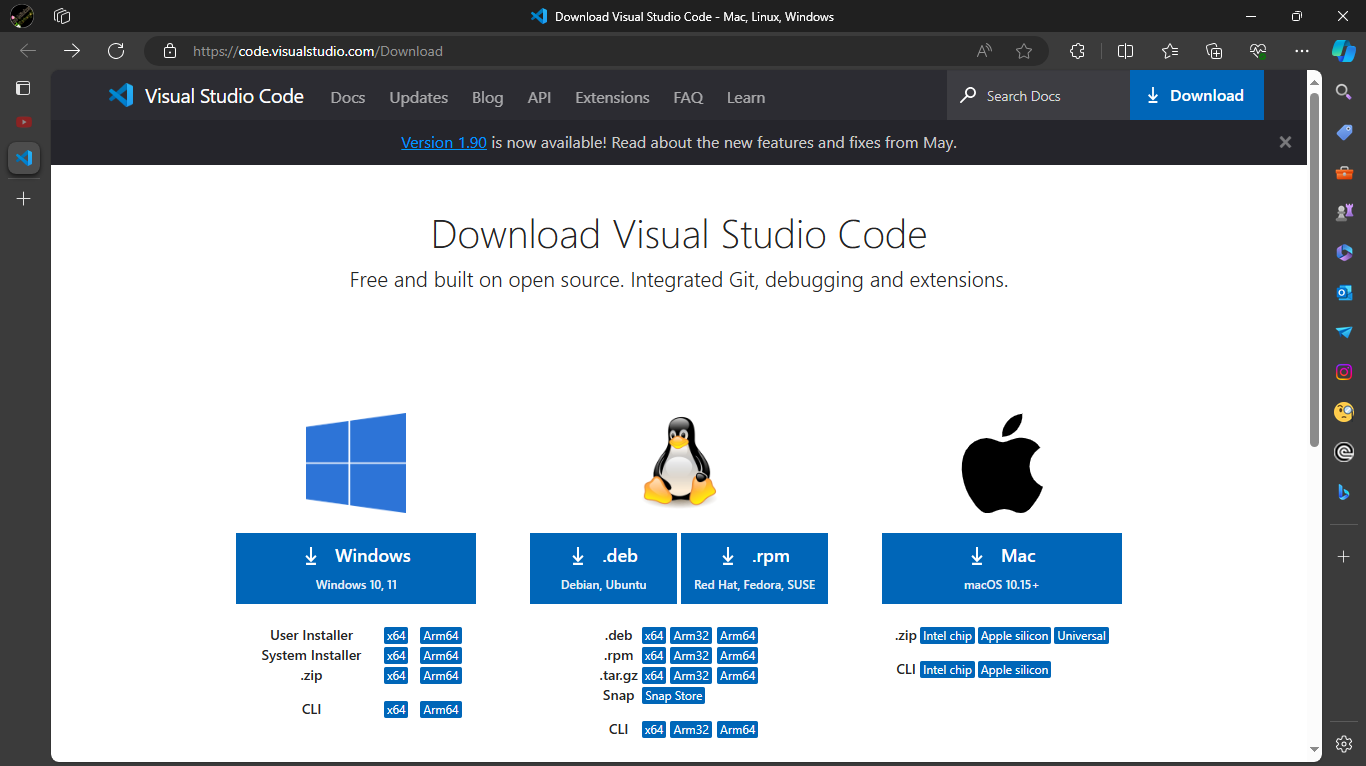 Download Visual Studio Code - Mac, Linux, Windows
https://code.visualstudio.com/Download
Visual Studio Code Docs Updates Blog API Extensions FAQ Learn Search Docs Download
Version 1.90 is now available! Read about the new features and fixes from May.
Download Visual Studio Code
Free and built on open source. Integrated Git, debugging and extensions.
Windows
Windows 10, 11
User Installer x64 Arm64
System Installer x64 Arm64
.zip x64 Arm64
CLI x64 Arm64
.deb
Debian, Ubuntu
.rpm
Red Hat, Fedora, SUSE
.deb x64 Arm32 Arm64
.rpm x64 Arm32 Arm64
.tar.gz x64 Arm32 Arm64
Snap Snap Store
CLI x64 Arm32 Arm64
Mac
macOS 10.15+
.zip Intel chip Apple silicon Universal
CLI Intel chip Apple silicon